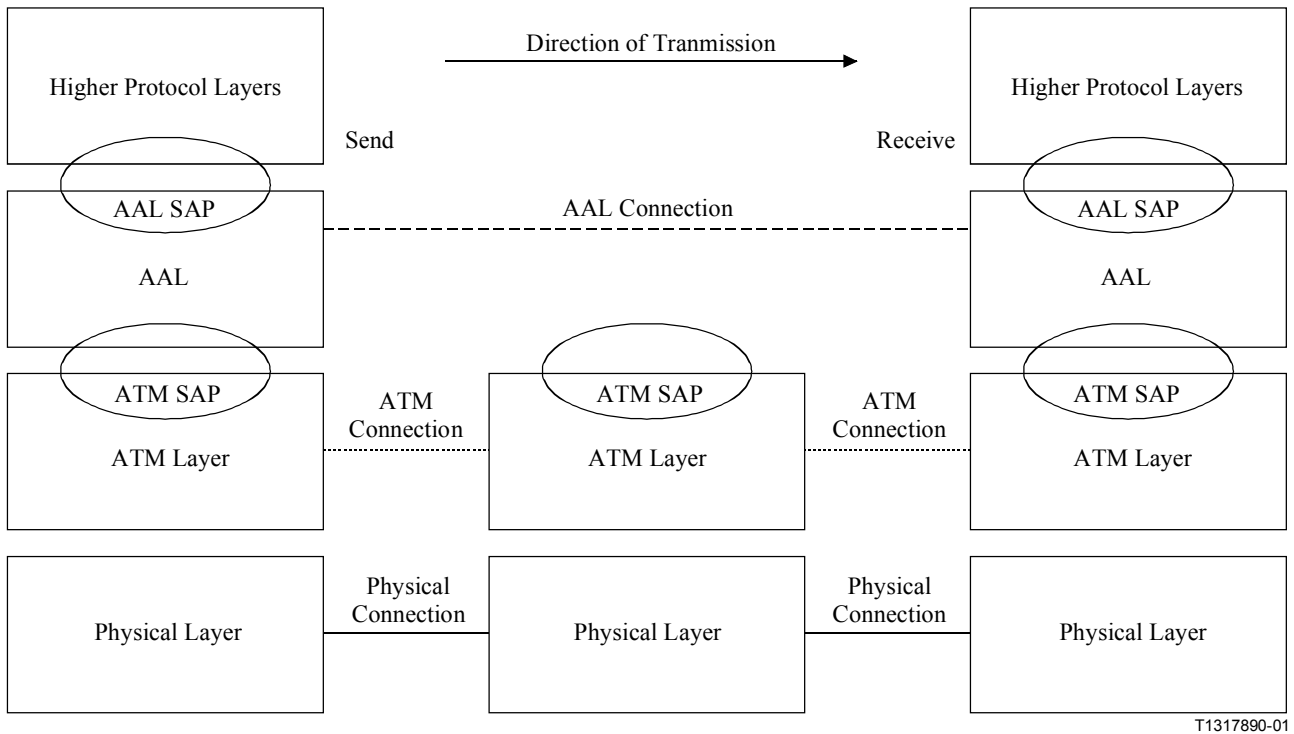 Direction of Tranmission
Higher Protocol Layers
Higher Protocol Layers
Send
Receive
AAL SAP
AAL Connection
AAL SAP
AAL
AAL
ATM SAP
ATM
Connection
ATM SAP
ATM
Connection
ATM SAP
ATM Layer
ATM Layer
ATM Layer
Physical
Connection
Physical
Connection
Physical Layer
Physical Layer
Physical Layer
T1317890-01